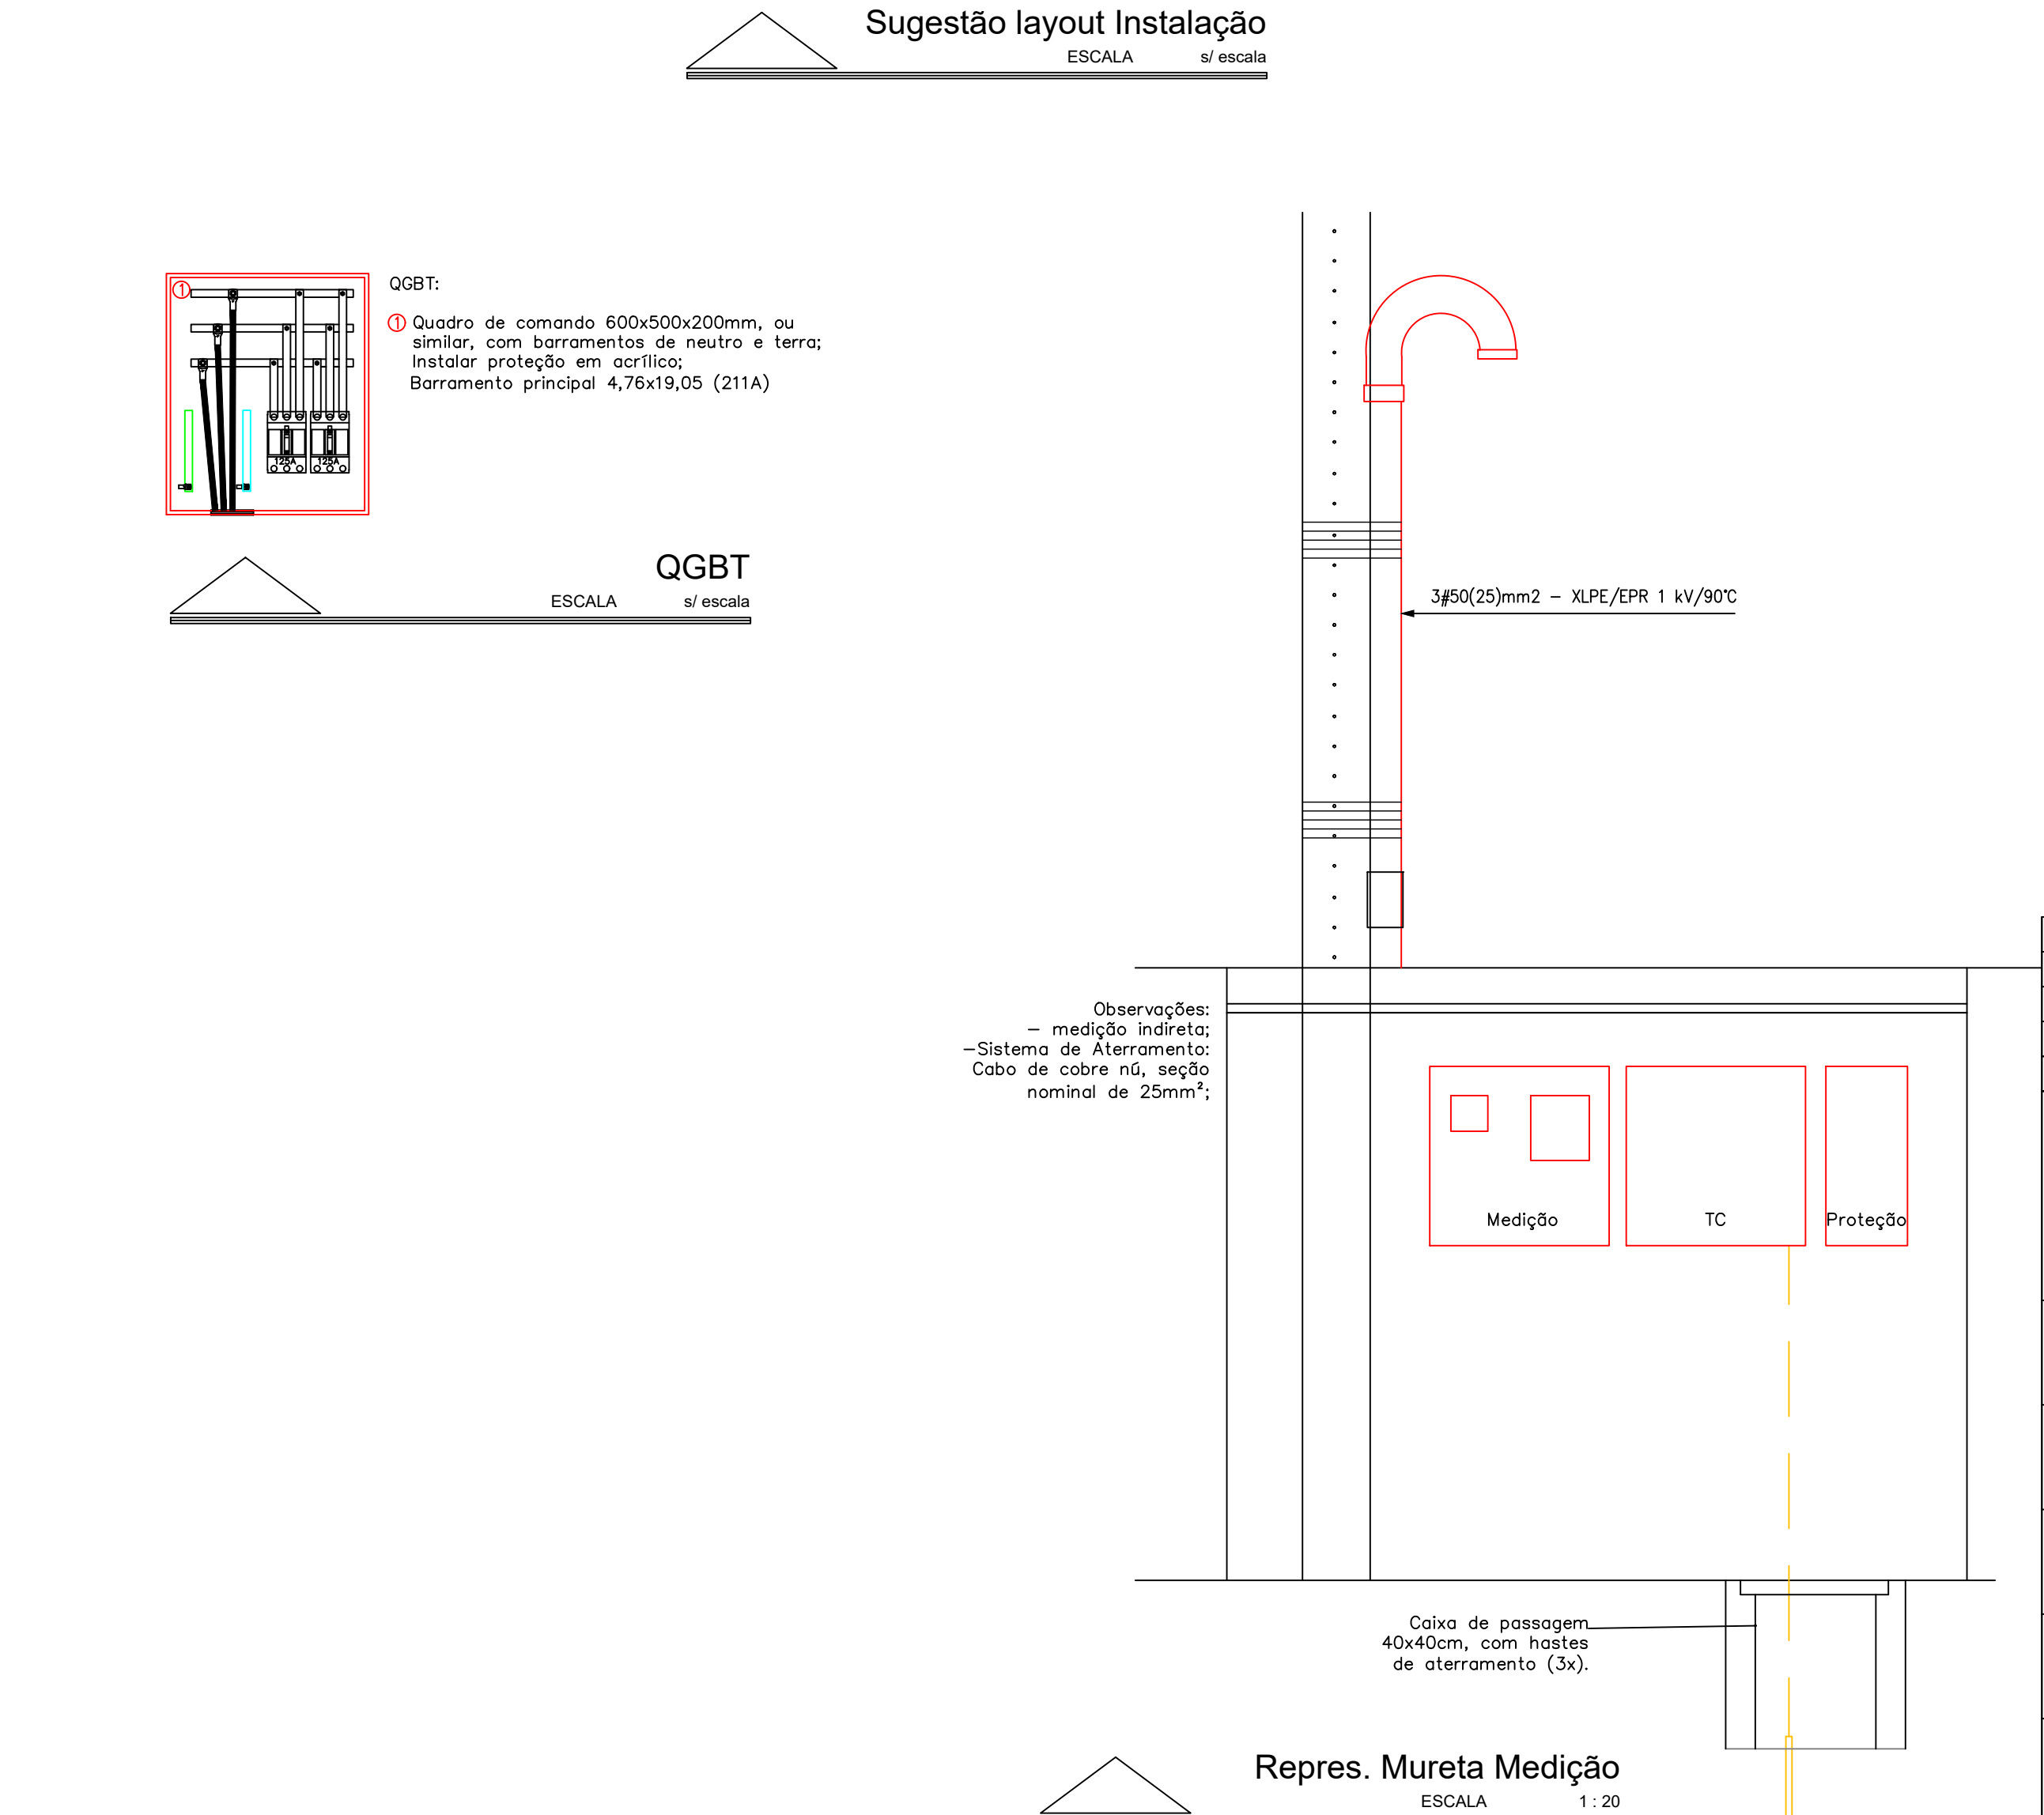 Sugestão layout Instalação
ESCALA s/ escala
1
QGBT:
1 Quadro de comando 600x500x200mm, ou
similar, com barramentos de neutro e terra;
Instalar proteção em acrílico;
Barramento principal 4,76x19,05 (211A)
125A 125A
QGBT
ESCALA s/ escala
3#50(25)mm2 – XLPE/EPR 1 kV/90°C
Observações:
– medição indireta;
–Sistema de Aterramento:
Cabo de cobre nú, seção
nominal de 25mm²;
Medição TC Proteção
Caixa de passagem
40x40cm, com hastes
de aterramento (3x).
Repres. Mureta Medição
ESCALA 1 : 20